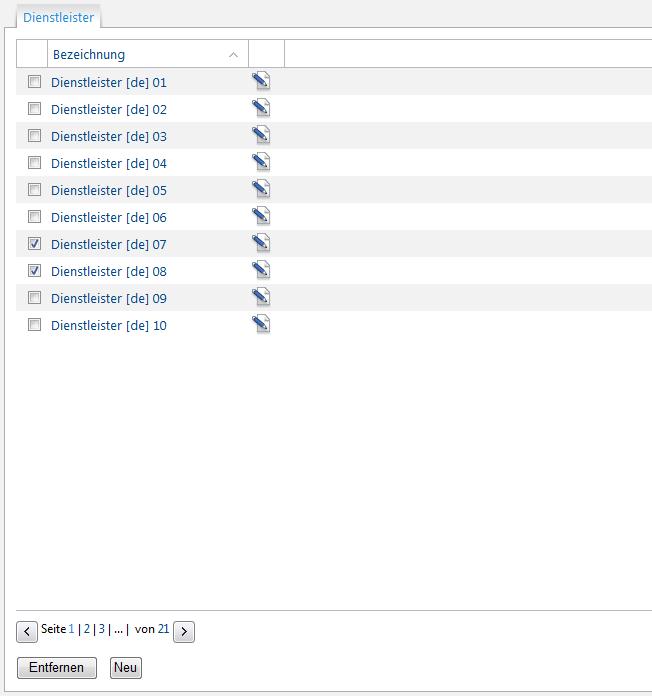 Dienstleister
Bezeichnung
Dienstleister [de] 01
Dienstleister [de] 02
Dienstleister [de] 03
Dienstleister [de] 04
Dienstleister [de] 05
Dienstleister [de] 06
Dienstleister [de] 07
Dienstleister [de] 08
Dienstleister [de] 09
Dienstleister [de] 10
Seite 1 | 2 | 3 | ... | von 21
Entfernen Neu